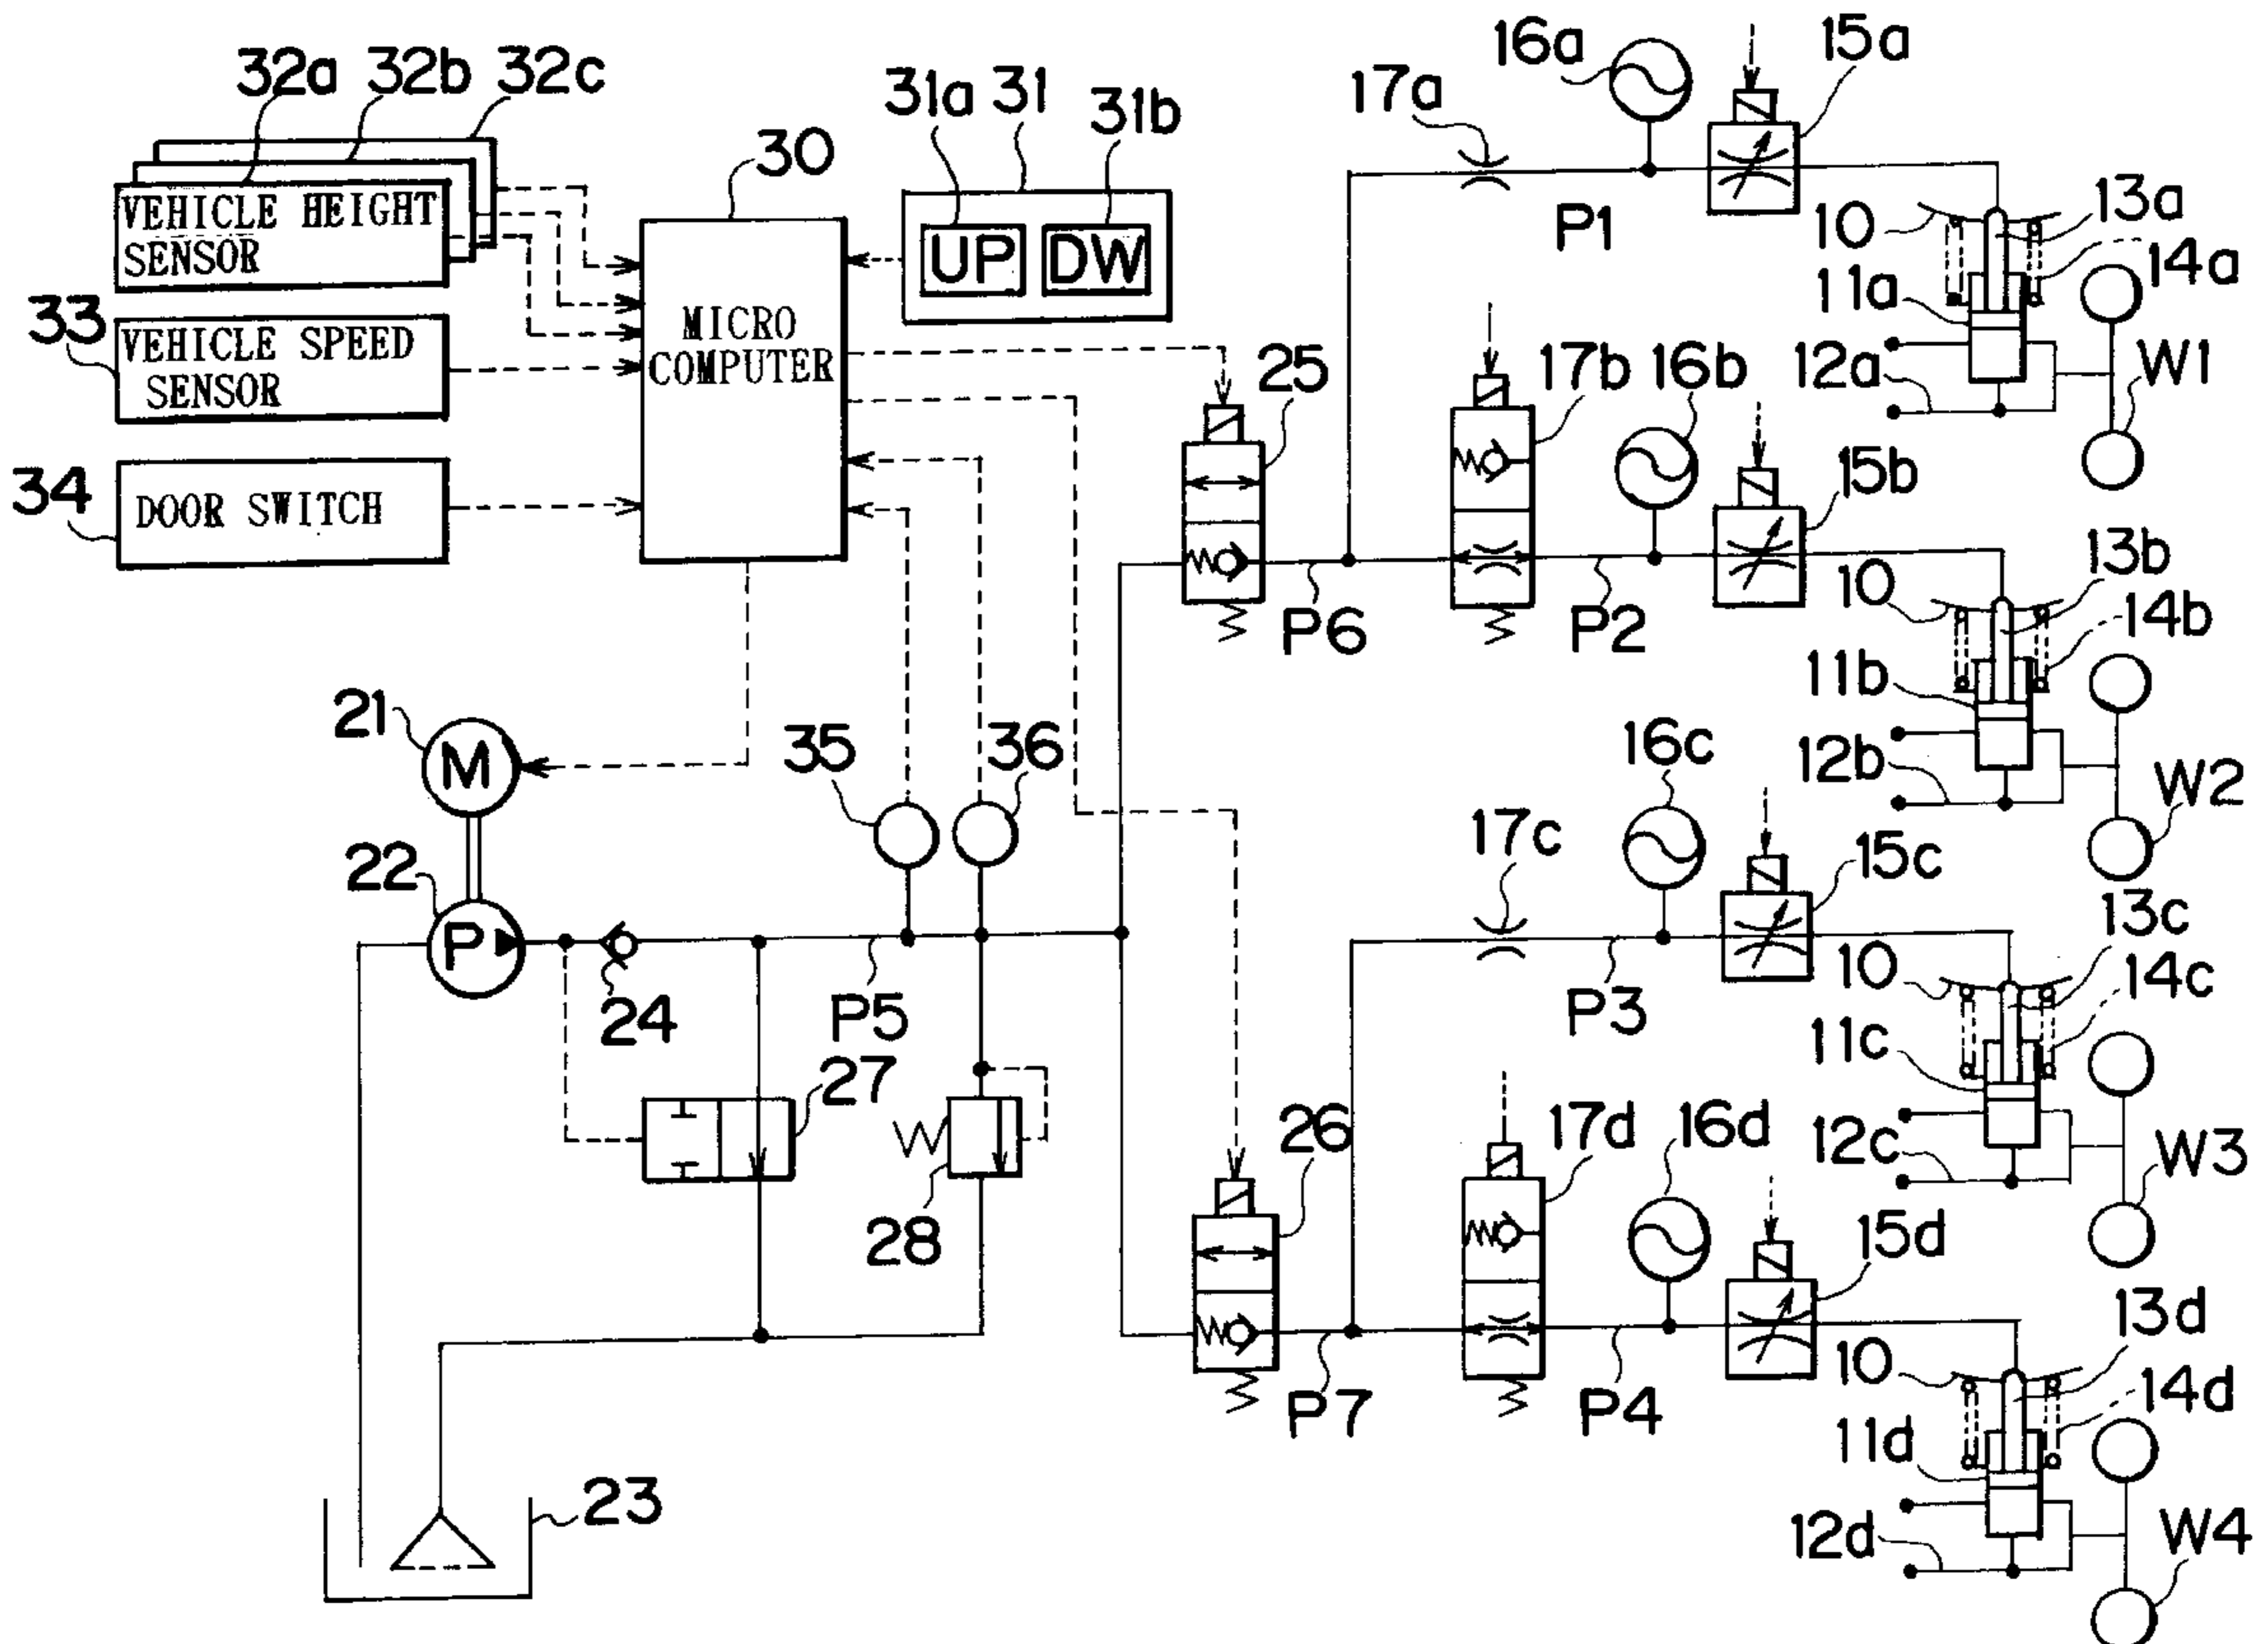 32a 32b 32c
VEHICLE HEIGHT
SENSOR
33
VEHICLE SPEED
SENSOR
34
DOOR SWITCH
30
MICRO
COMPUTER
31a 31 31b
UP DW
21
M
22
P
24
P5
35 36
27
28
23
25
P6
26
P7
17a 16a 15a
P1
10 13a
14a
11a
12a W1
17b 16b
15b
P2
10 13b
14b
11b
12b W2
17c 16c
15c
P3
10 13c
14c
11c
12c W3
17d 16d
15d
P4
10 13d
14d
11d
12d W4